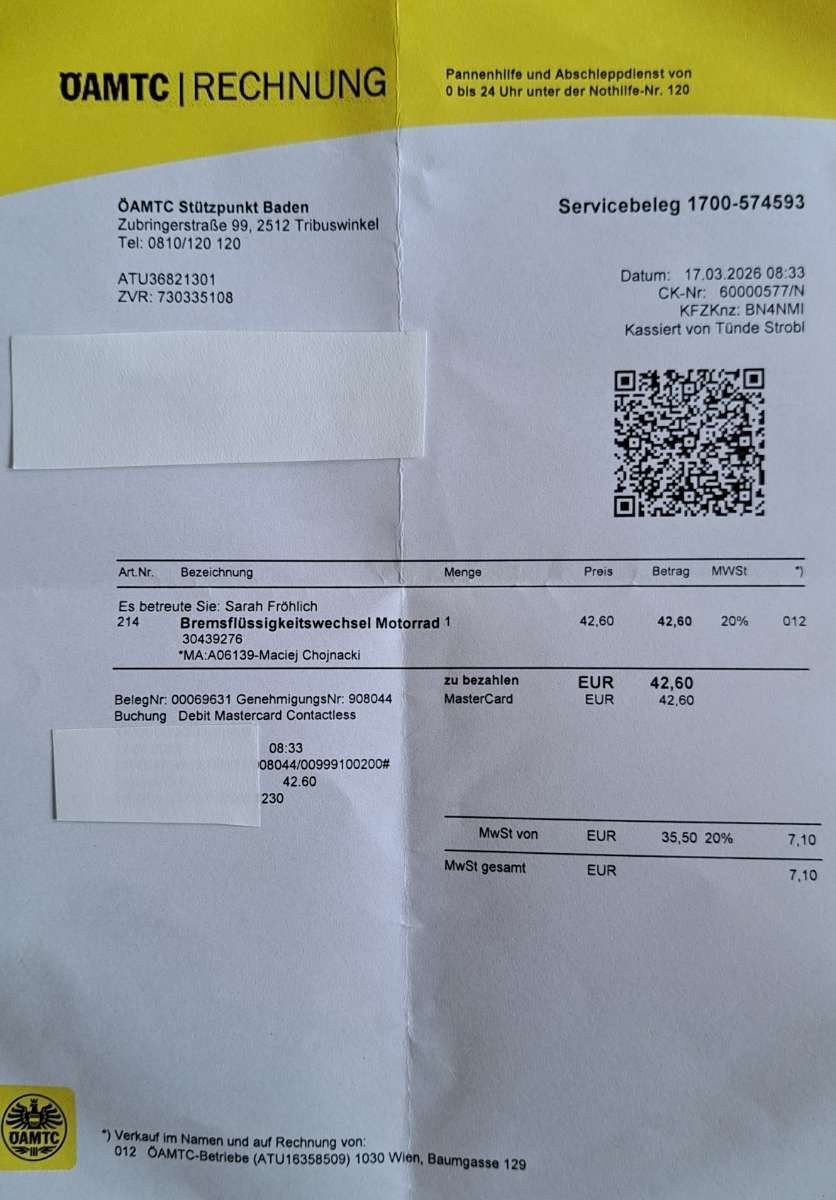 ÖAMTC | RECHNUNG
Pannenhilfe und Abschleppdienst von
0 bis 24 Uhr unter der Nothilfe-Nr. 120
ÖAMTC Stützpunkt Baden
Zubringerstraße 99, 2512 Tribuswinkel
Tel: 0810/120 120
ATU36821301
ZVR: 730335108
Servicebeleg 1700-574593
Datum: 17.03.2026 08:33
CK-Nr: 60000577/N
KFZKnz: BN4NMI
Kassiert von Tünde Strobl
Art.Nr. Bezeichnung Menge Preis Betrag MWSt *)
Es betreute Sie: Sarah Fröhlich
214 Bremsflüssigkeitswechsel Motorrad 1 42,60 42,60 20% 012
30439276
*MA:A06139-Maciej Chojnacki
zu bezahlen EUR 42,60
MasterCard EUR 42,60
BelegNr: 00069631 GenehmigungsNr: 908044
Buchung Debit Mastercard Contactless
08:33
08044/00999100200#
42.60
230
MwSt von EUR 35,50 20% 7,10
MwSt gesamt EUR 7,10
ÖAMTC
*) Verkauf im Namen und auf Rechnung von:
012 ÖAMTC-Betriebe (ATU16358509) 1030 Wien, Baumgasse 129